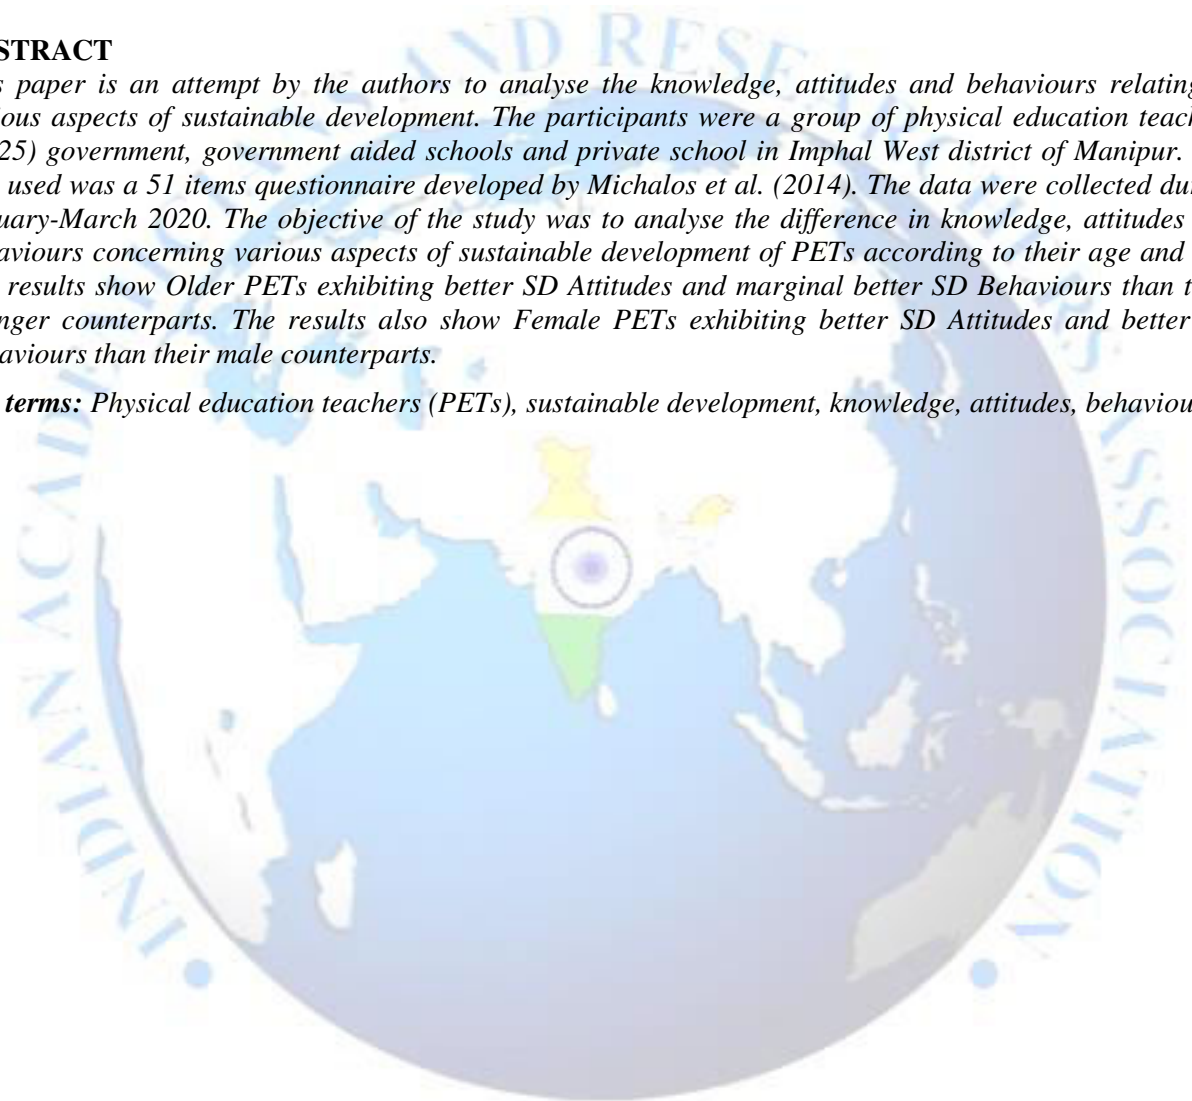 STRACT
s paper is an attempt by the authors to analyse the knowledge, attitudes and behaviours relating
ious aspects of sustainable development. The participants were a group of physical education teach
25) government, government aided schools and private school in Imphal West district of Manipur.
used was a 51 items questionnaire developed by Michalos et al. (2014). The data were collected du
uary-March 2020. The objective of the study was to analyse the difference in knowledge, attitudes
aviours concerning various aspects of sustainable development of PETs according to their age and
results show Older PETs exhibiting better SD Attitudes and marginal better SD Behaviours than t
nger counterparts. The results also show Female PETs exhibiting better SD Attitudes and better
aviours than their male counterparts.
terms: Physical education teachers (PETs), sustainable development, knowledge, attitudes, behaviou
INDIAN ACADEMICIANS AND RESEARCHERS ASSOCIATION